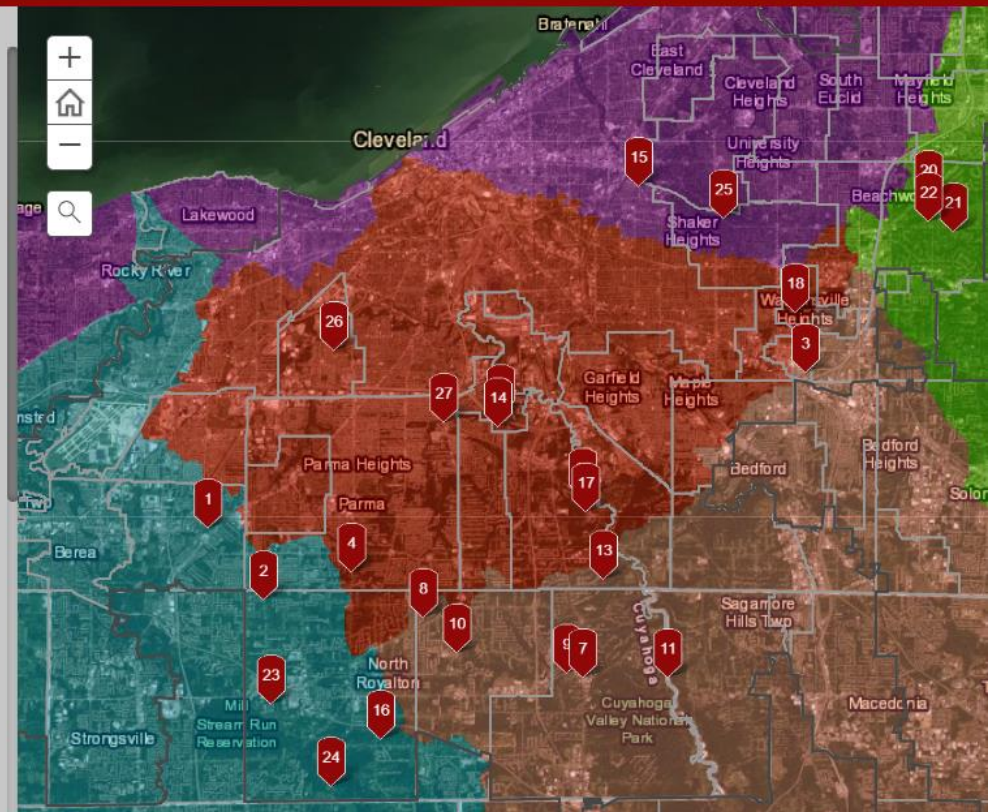 +
−
Bratenahl
East
Cleveland
Cleveland
Heights
South
Euclid
Mayfield
Heights
Cleveland
15
University
Heights
20
25
22
21
age
Lakewood
Shaker
Heights
Rocky River
18
Heights
26
3
27
14
Garfield
Heights
Maple
Heights
Parma Heights
Bedford
Bedford
Heights
17
1
Parma
4
13
Berea
2
8
Sagamore
Hills Twp
10
9
7
11
Cuyahoga
North
Royalton
23
16
Mill
Stream Run
Reservation
Cuyahoga
Valley National
Park
Macedonia
Strongsville
24